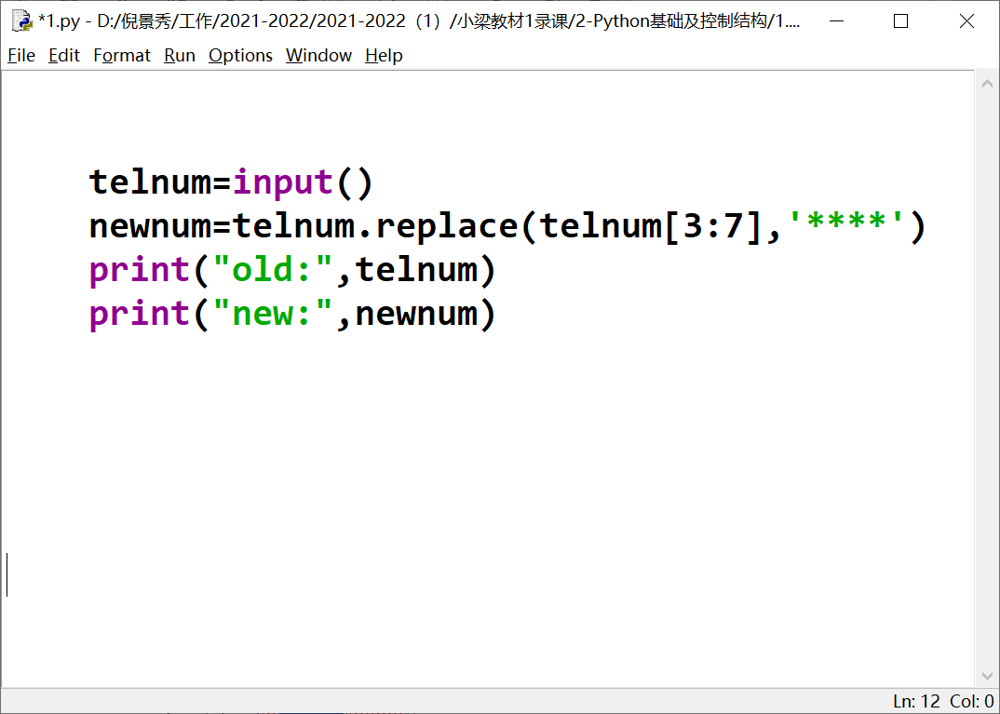 *1.py - D:/倪景秀/工作/2021-2022/2021-2022（1）/小梁教材1录课/2-Python基础及控制结构/1....
File Edit Format Run Options Window Help
telnum=input()
newnum=telnum.replace(telnum[3:7],'****')
print("old:",telnum)
print("new:",newnum)
Ln: 12 Col: 0